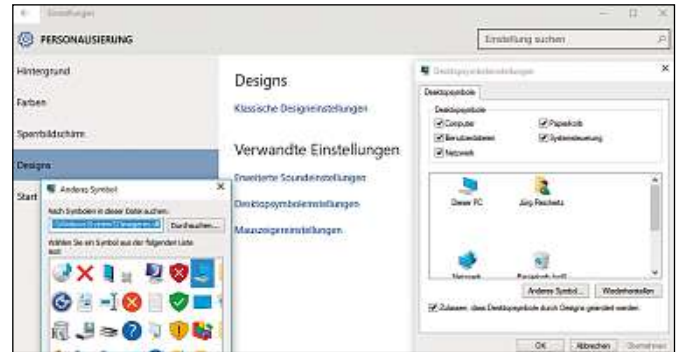 Einstellungen
PERSONALISIERUNG
Einstellung suchen
Hintergrund
Farben
Sperrbildschirm
Designs
Start
Designs
Klassische Designeinstellungen
Verwandte Einstellungen
Erweiterte Soundeinstellungen
Desktopsymboleinstellungen
Mauszeigereinstellungen
Anderes Symbol
Nach Symbolen in dieser Datei suchen:
Durchsuchen...
Wählen Sie ein Symbol aus der folgenden Liste
aus:
Desktopsymboleinstellungen
Desktopsymbole
Desktopsymbole
Computer
Papierkorb
Benutzerdateien
Systemsteuerung
Netzwerk
Dieser PC
Jürg
Netzwerk
Papierkorb
Anderes Symbol...
Wiederherstellen
Zulassen, dass Desktopsymbole durch Designs geändert werden
OK
Abbrechen
Übernehmen